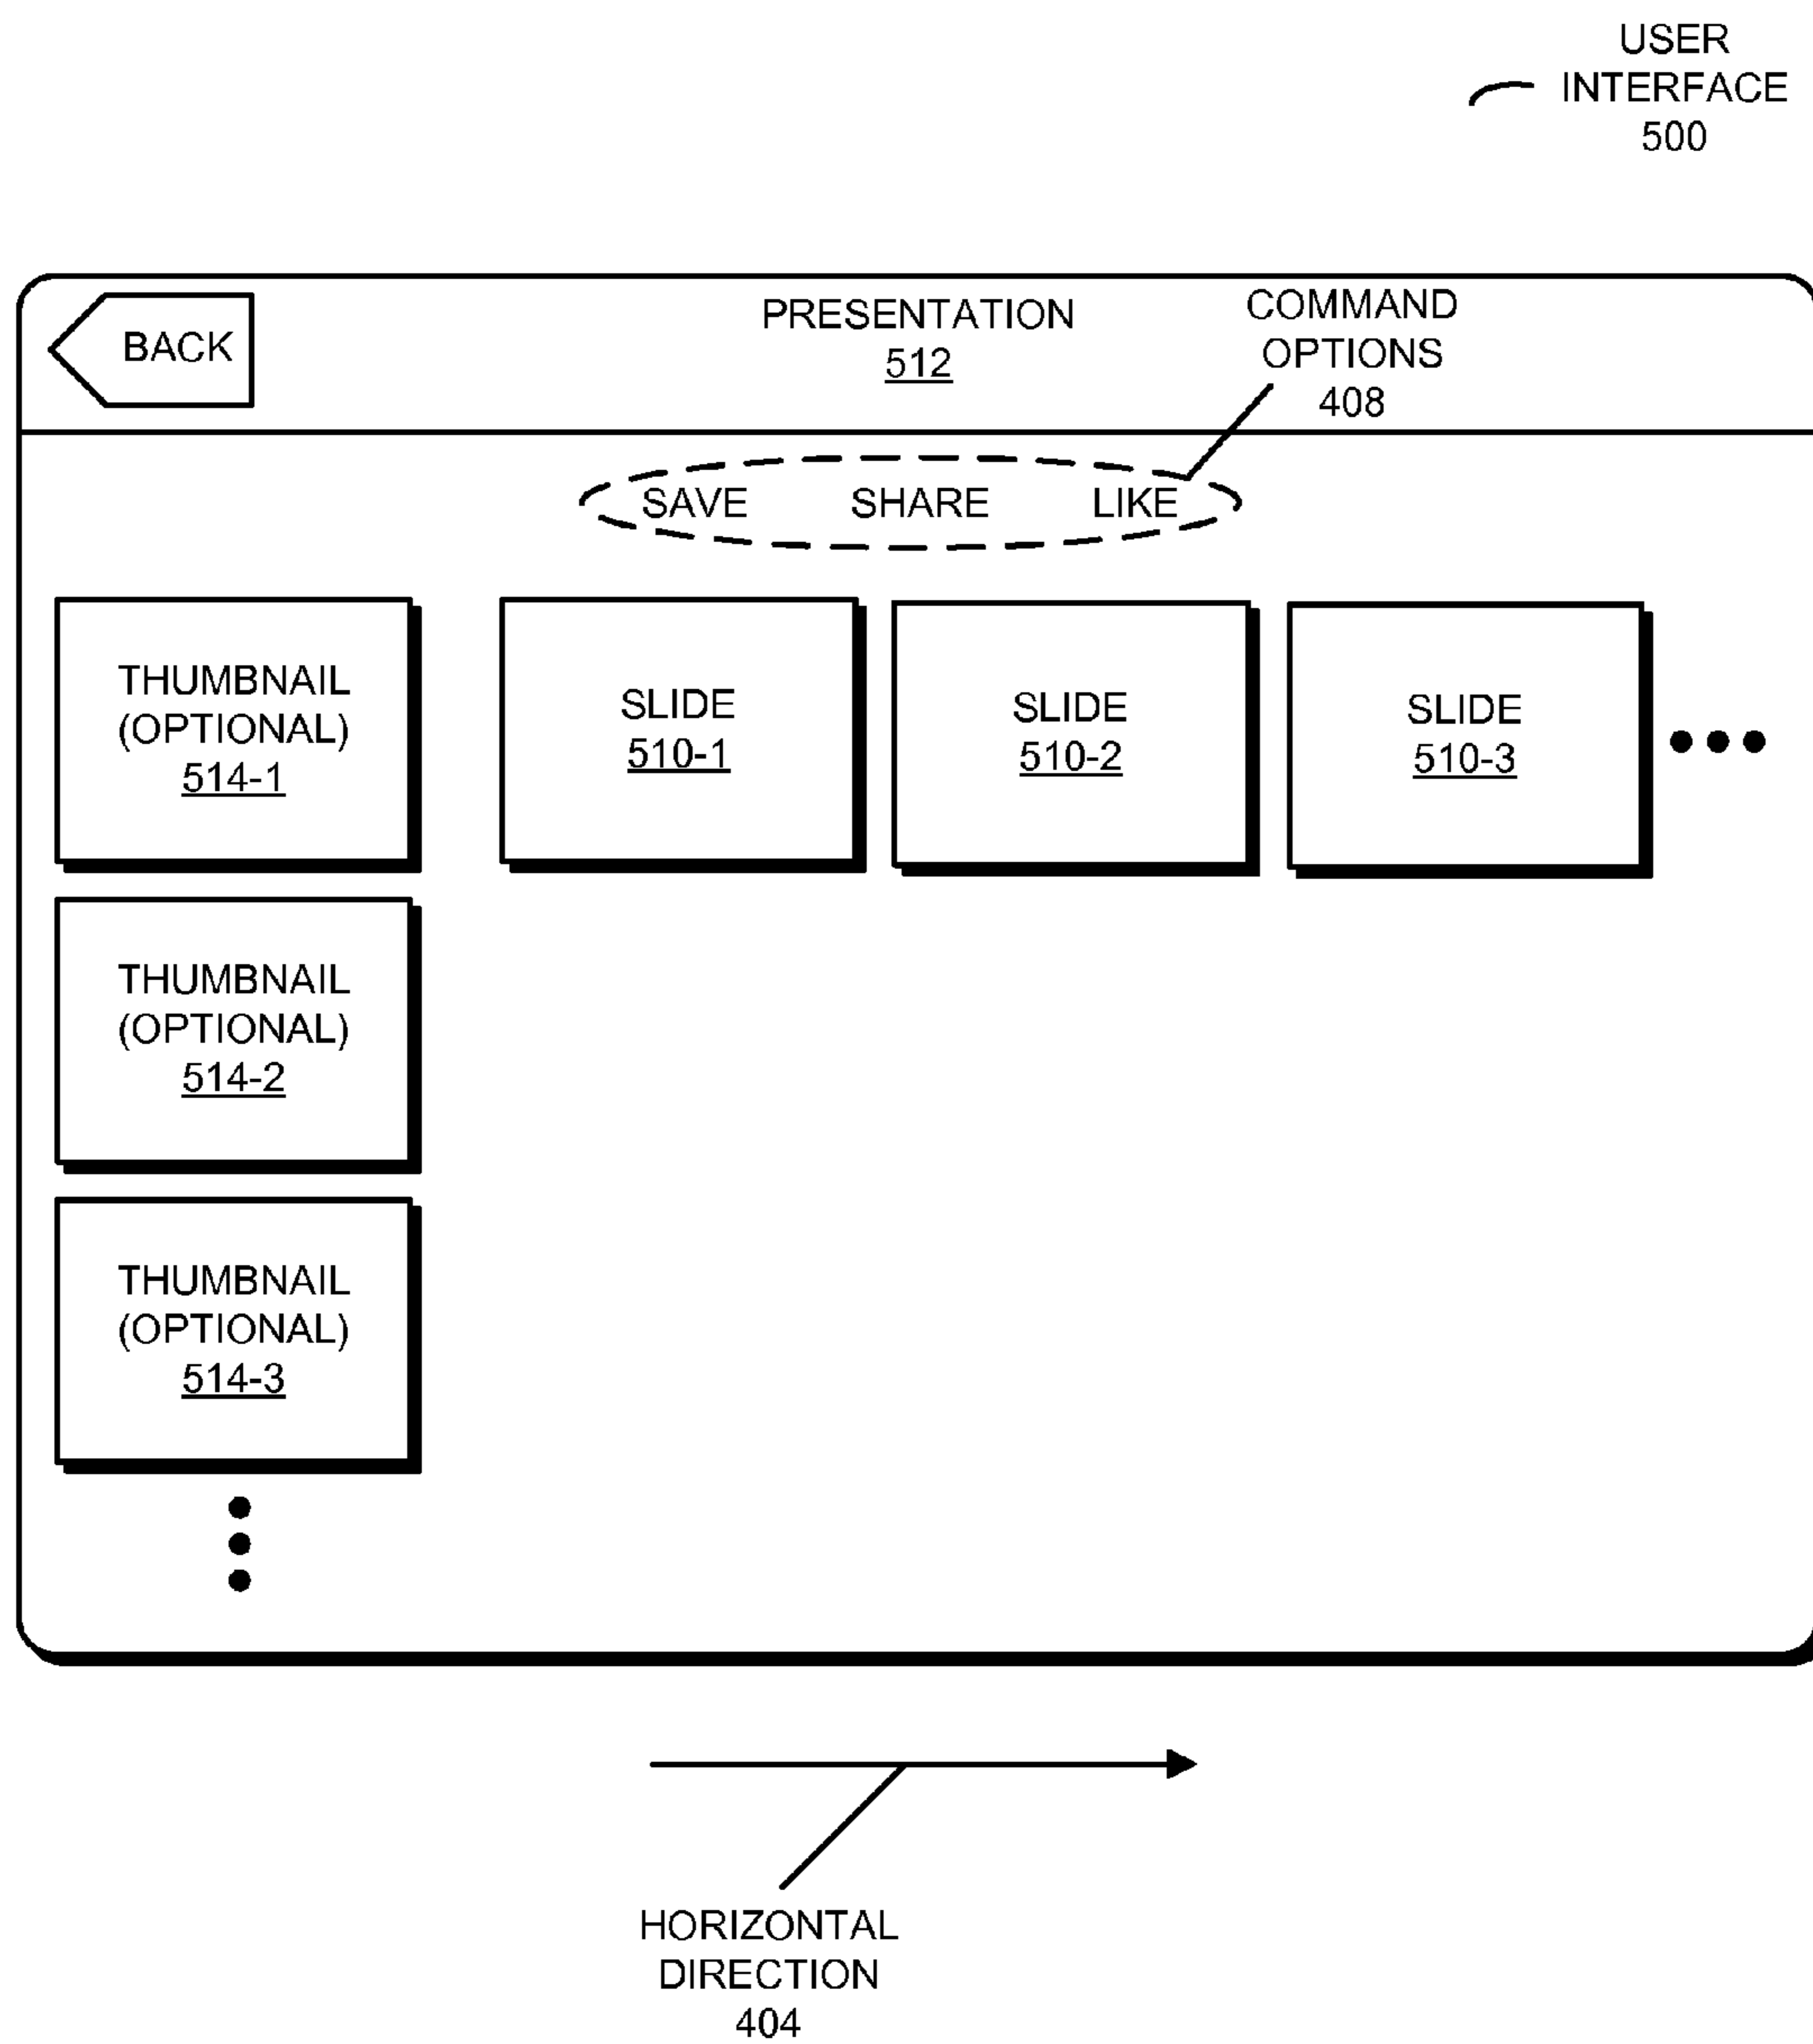 USER
INTERFACE
500
BACK
PRESENTATION
512
COMMAND
OPTIONS
408
SAVE SHARE LIKE
THUMBNAIL
(OPTIONAL)
514-1
SLIDE
510-1
SLIDE
510-2
SLIDE
510-3
THUMBNAIL
(OPTIONAL)
514-2
THUMBNAIL
(OPTIONAL)
514-3
HORIZONTAL
DIRECTION
404